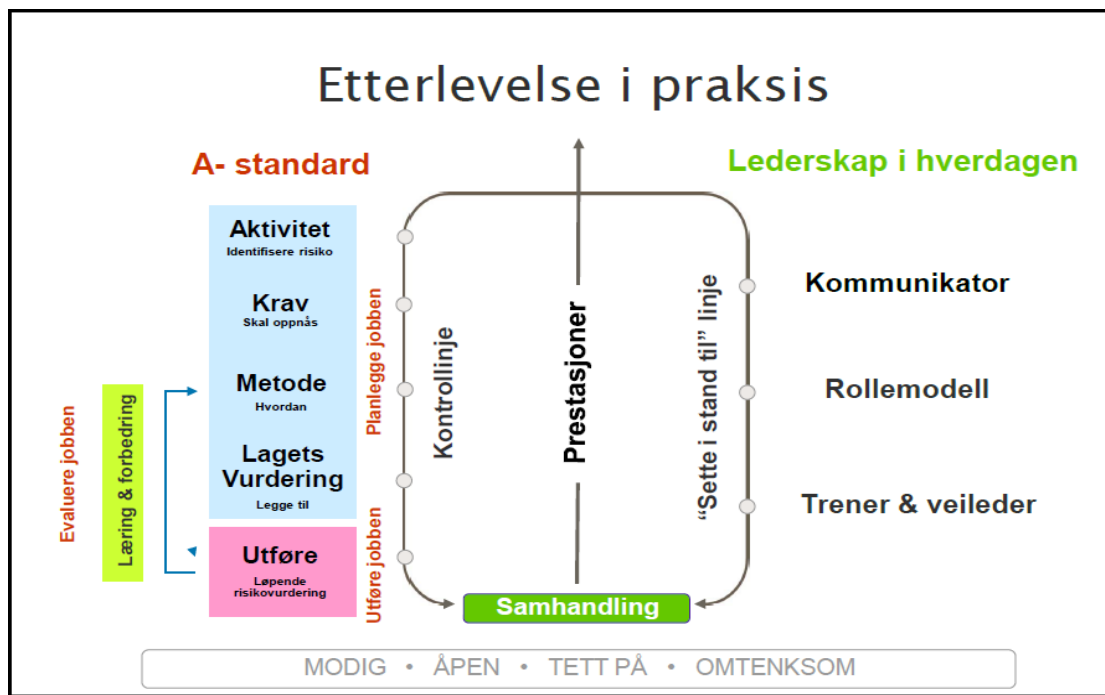 Etterlevelse i praksis
A- standard
Lederskap i hverdagen
Aktivitet
Identifisere risiko
Krav
Skal oppnås
Metode
Hvordan
Lagets
Vurdering
Legge til
Utføre
Løpende
risikovurdering
Evaluere jobben
Læring & forbedring
Planlegge jobben
Utføre jobben
Kontrollinje
Prestasjoner
“Sette i stand til” linje
Kommunikator
Rollemodell
Trener & veileder
Samhandling
MODIG • ÅPEN • TETT PÅ • OMTENKSOM